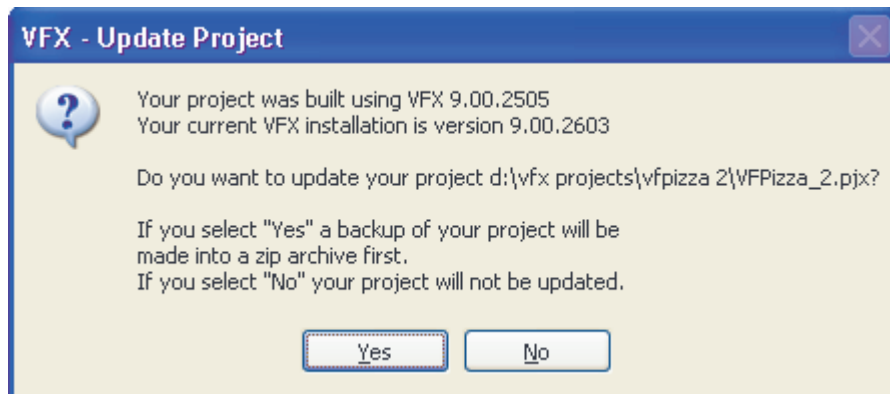 VFX - Update Project
Your project was built using VFX 9.00.2505
Your current VFX installation is version 9.00.2603
Do you want to update your project d:\vfx projects\vfpizza 2\VFPizza_2.pjx?
If you select "Yes" a backup of your project will be
made into a zip archive first.
If you select "No" your project will not be updated.
Yes
No